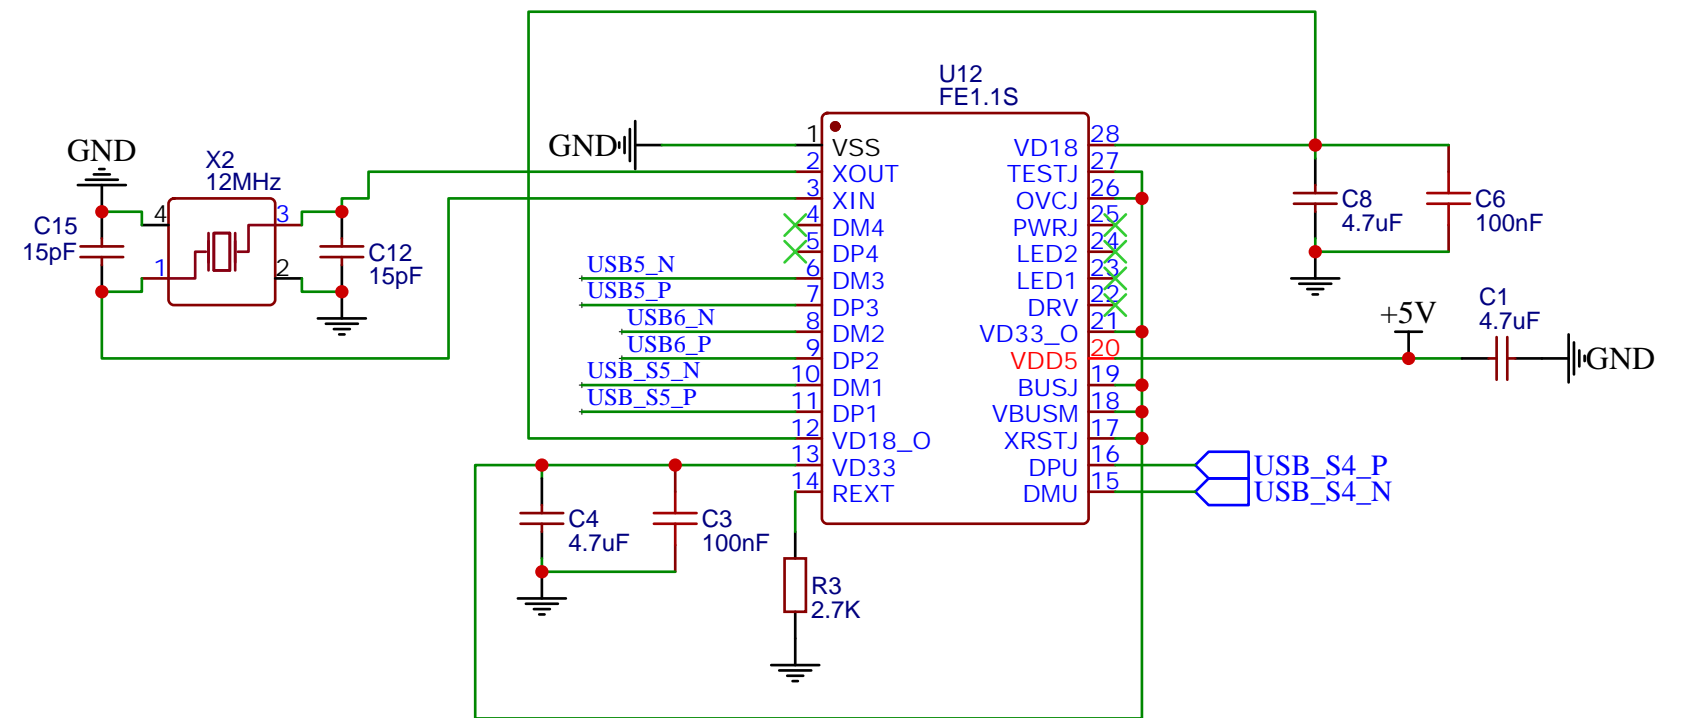 U12
FE1.1S
GND
1
VSS
2
XOUT
3
XIN
4
DM4
5
DP4
USB5_N
6
DM3
USB5_P
7
DP3
USB6_N
8
DM2
USB6_P
9
DP2
USB_S5_N
10
DM1
USB_S5_P
11
DP1
12
VD18_O
13
VD33
14
REXT
28
VD18
27
TESTJ
26
OVCJ
25
PWRJ
24
LED2
23
LED1
22
DRV
21
VD33_O
20
VDD5
19
BUSJ
18
VBUSM
17
XRSTJ
16
DPU
USB_S4_P
15
DMU
USB_S4_N
GND
X2
12MHz
C15
15pF
4
3
1
2
C12
15pF
C8
4.7uF
C6
100nF
+5V
C1
4.7uF
GND
C4
4.7uF
C3
100nF
R3
2.7K